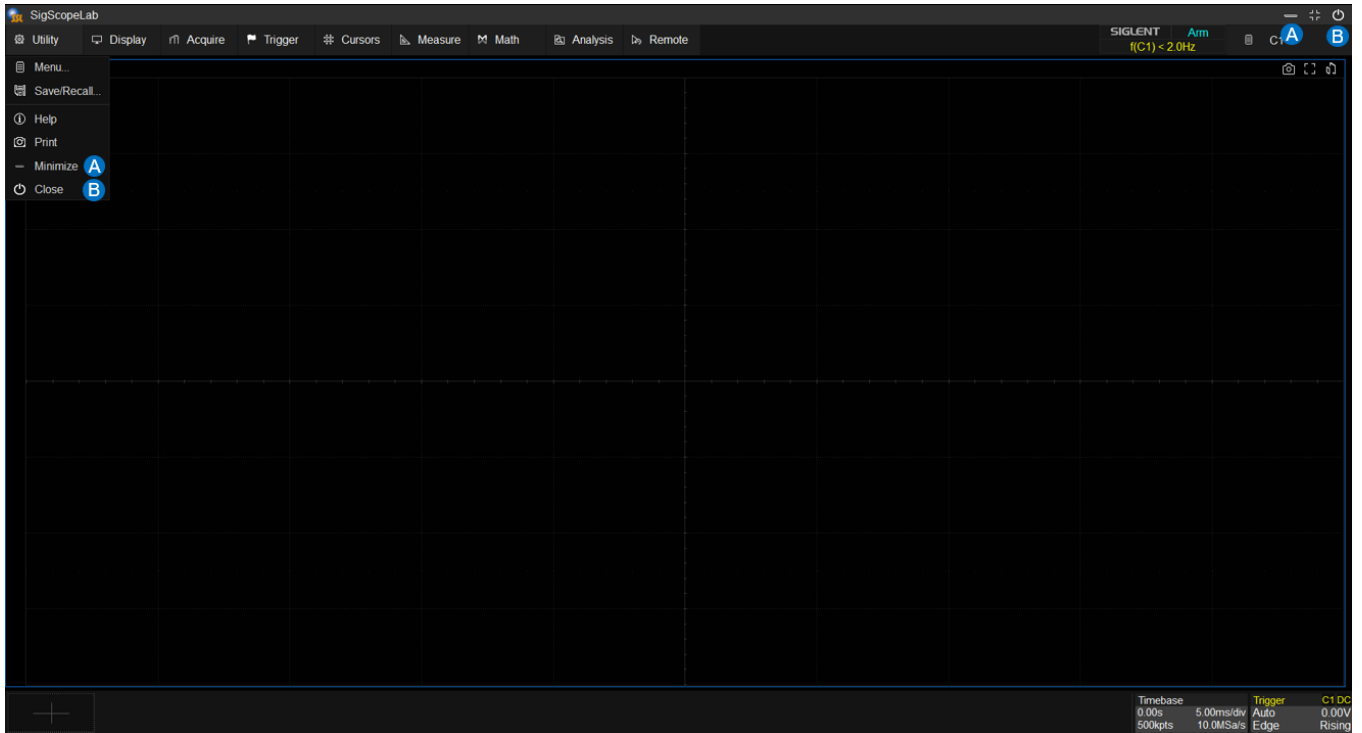 SigScopeLab
Utility Display Acquire Trigger Cursors Measure Math Analysis Remote
SIGLENT Arm
f(C1) < 2.0Hz
C1 A B
Menu...
Save/Recall...
Help
Print
Minimize A
Close B
Timebase
0.00s 5.00ms/div
500kpts 10.0MSa/s
Trigger C1 DC
Auto 0.00V
Edge Rising